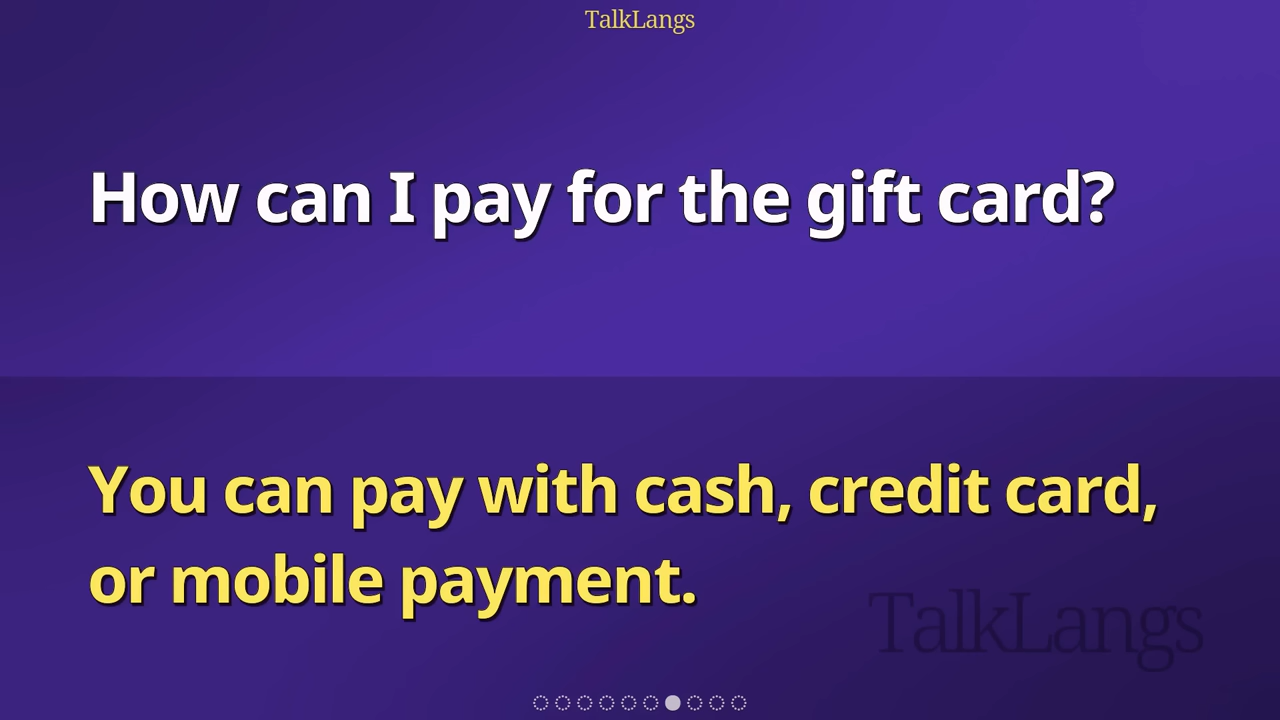 TalkLangs
How can I pay for the gift card?
You can pay with cash, credit card,
or mobile payment.
TalkLangs